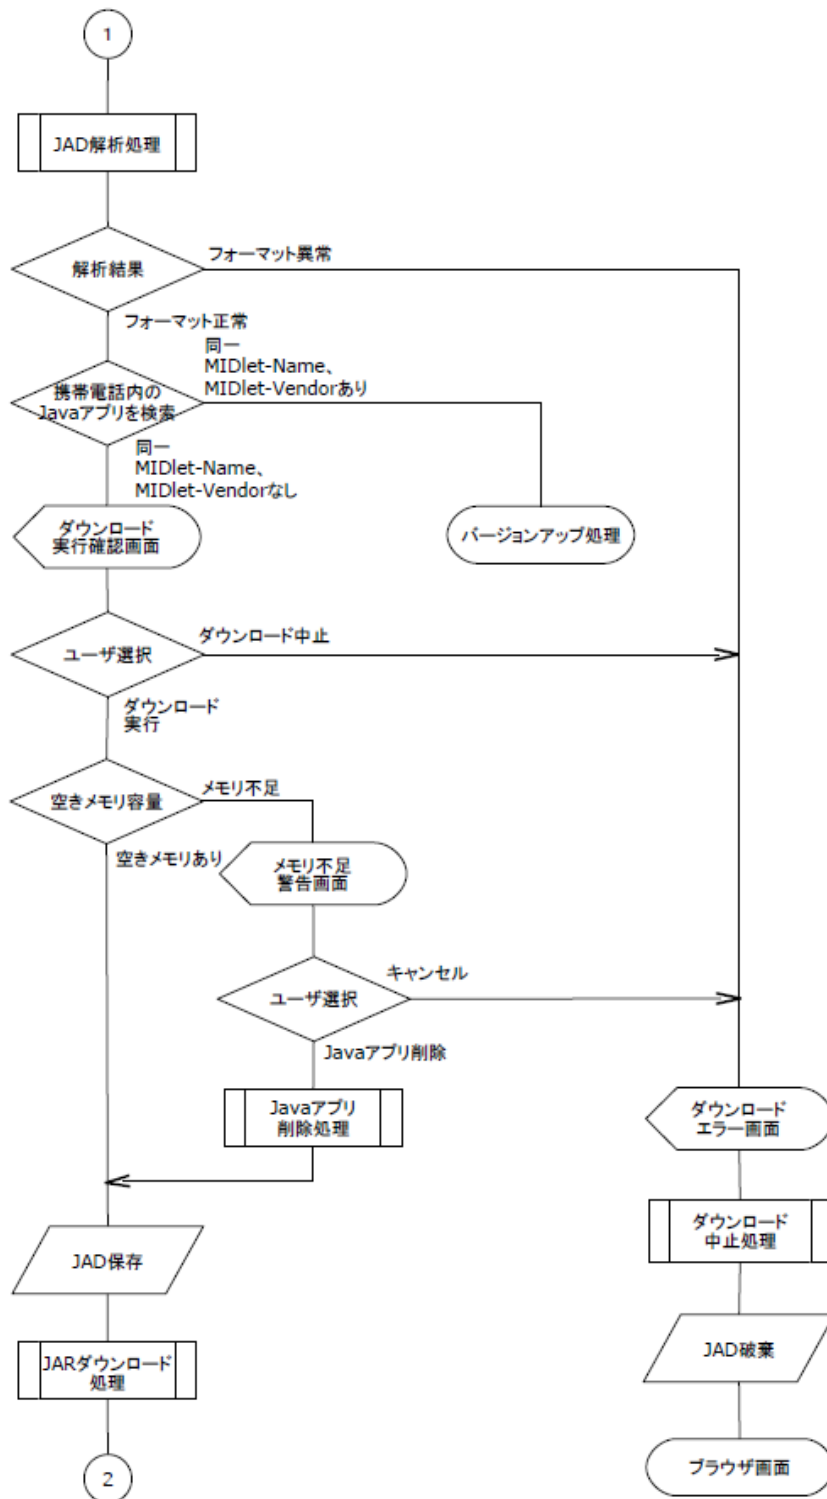 1
JAD解析処理
解析結果
フォーマット異常
フォーマット正常
同一
MIDlet-Name、
MIDlet-Vendorあり
携帯電話内の
Javaアプリを検索
同一
MIDlet-Name、
MIDlet-Vendorなし
ダウンロード
実行確認画面
バージョンアップ処理
ユーザ選択
ダウンロード中止
ダウンロード
実行
空きメモリ容量
メモリ不足
空きメモリあり
メモリ不足
警告画面
ユーザ選択
キャンセル
Javaアプリ削除
Javaアプリ
削除処理
ダウンロード
エラー画面
ダウンロード
中止処理
JAD保存
JAD破棄
JARダウンロード
処理
ブラウザ画面
2